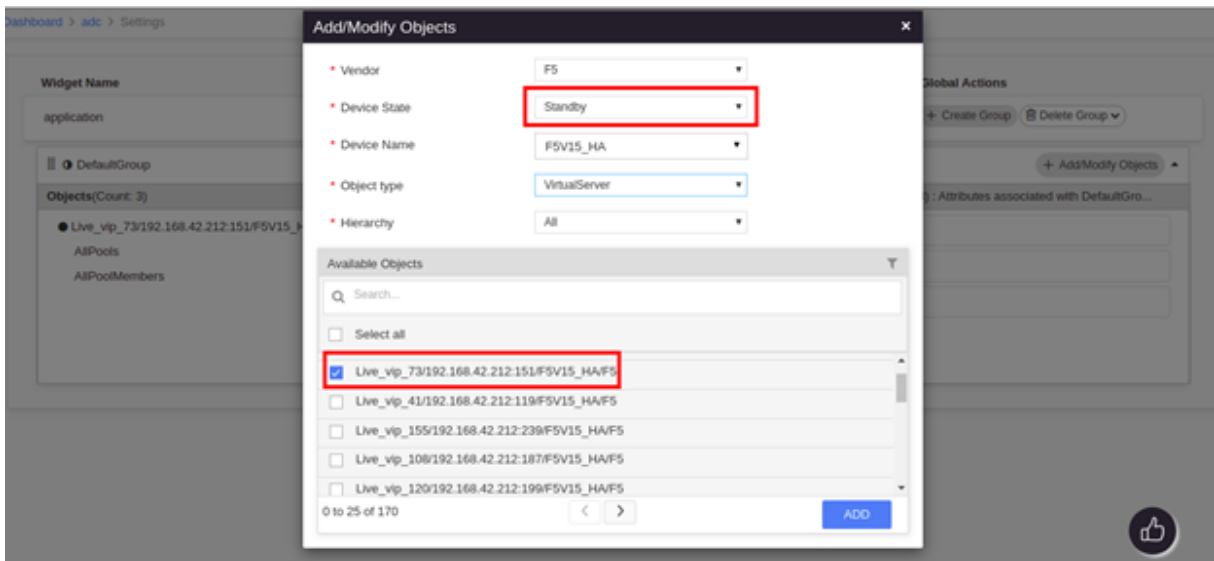 Dashboard > adc > Settings
Add/Modify Objects ×
Widget Name
Global Actions
application
+ Create Group Delete Group
DefaultGroup
+ Add/Modify Objects
Objects(Count: 3)
: Attributes associated with DefaultGro...
Live_vip_73/192.168.42.212:151/F5V15_H
AllPools
AllPoolMembers
* Vendor F5
* Device State Standby
* Device Name F5V15_HA
* Object type VirtualServer
* Hierarchy All
Available Objects
Search...
Select all
Live_vip_73/192.168.42.212:151/F5V15_HA/F5
Live_vip_41/192.168.42.212:119/F5V15_HA/F5
Live_vip_155/192.168.42.212:239/F5V15_HA/F5
Live_vip_108/192.168.42.212:187/F5V15_HA/F5
Live_vip_120/192.168.42.212:199/F5V15_HA/F5
0 to 25 of 170 < > ADD